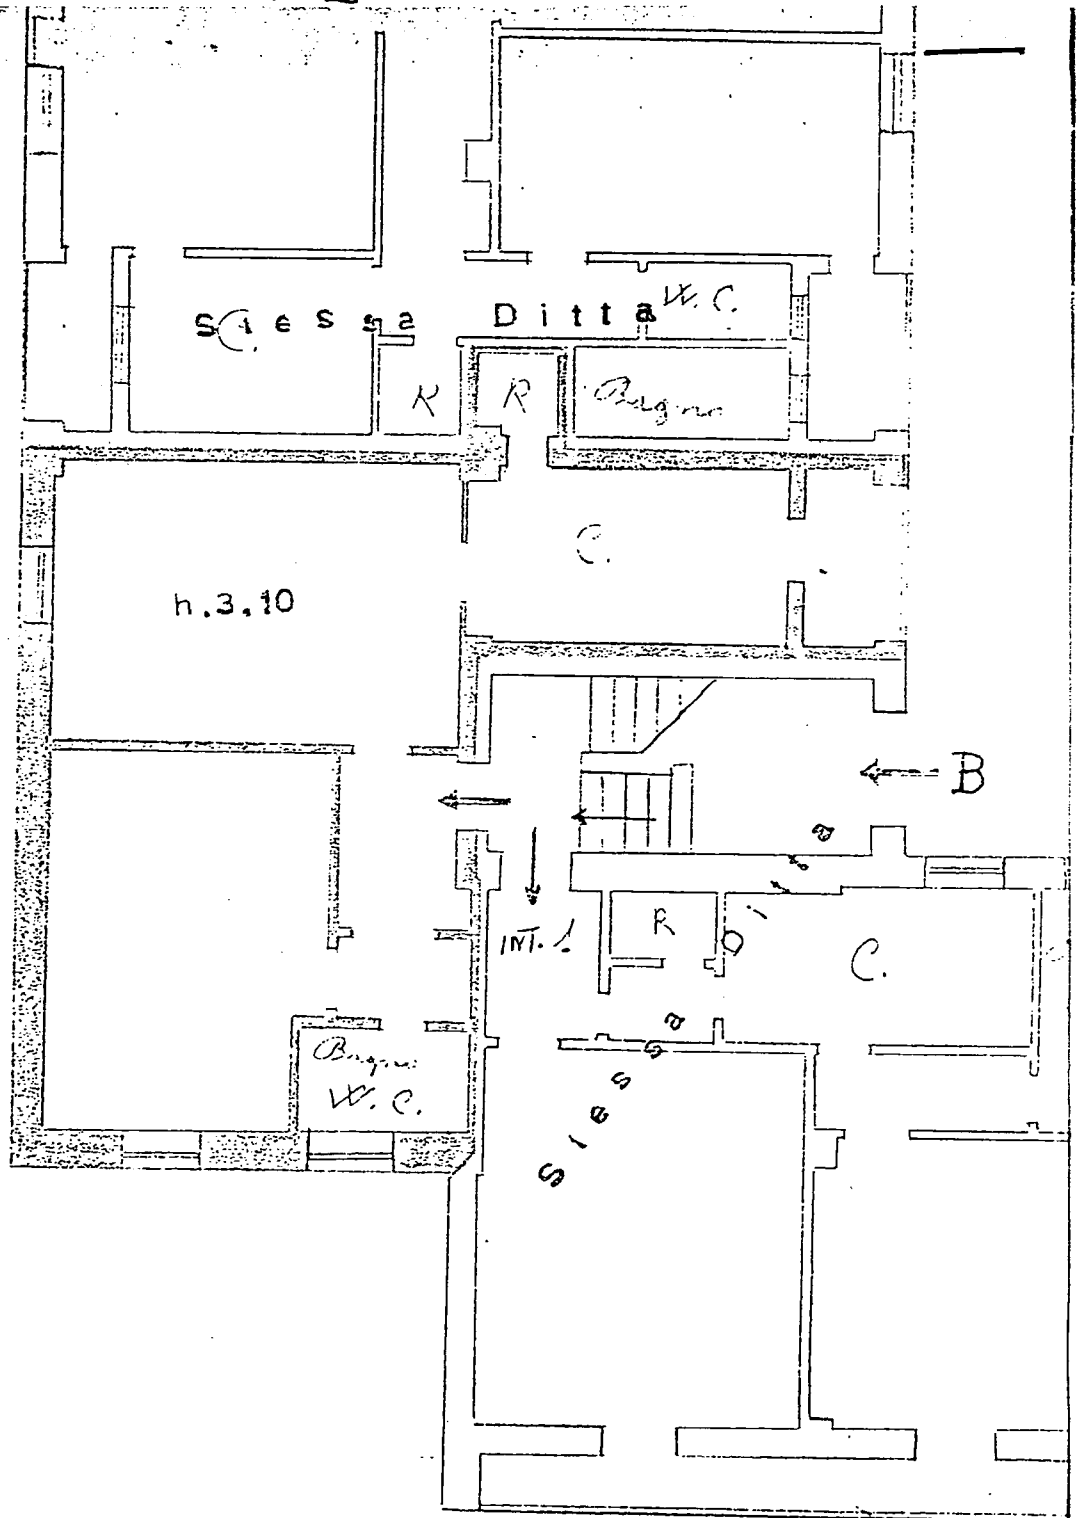 W. C.
Stessa Ditta
C.
R R Bagno
C.
h. 3.10
B
R
INT. 1
C.
Stessa Ditta
Bagno
W. C.